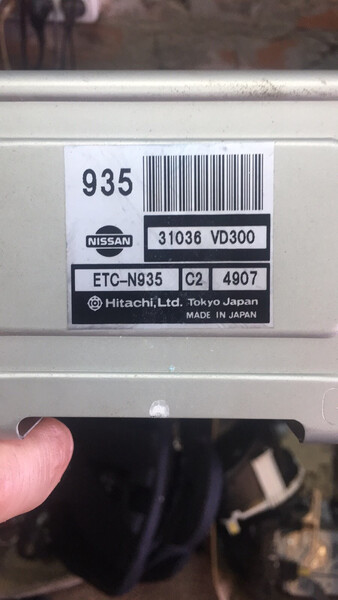 935
NISSAN
31036 VD300
ETC-N935 C2 4907
Hitachi,Ltd. Tokyo Japan
MADE IN JAPAN